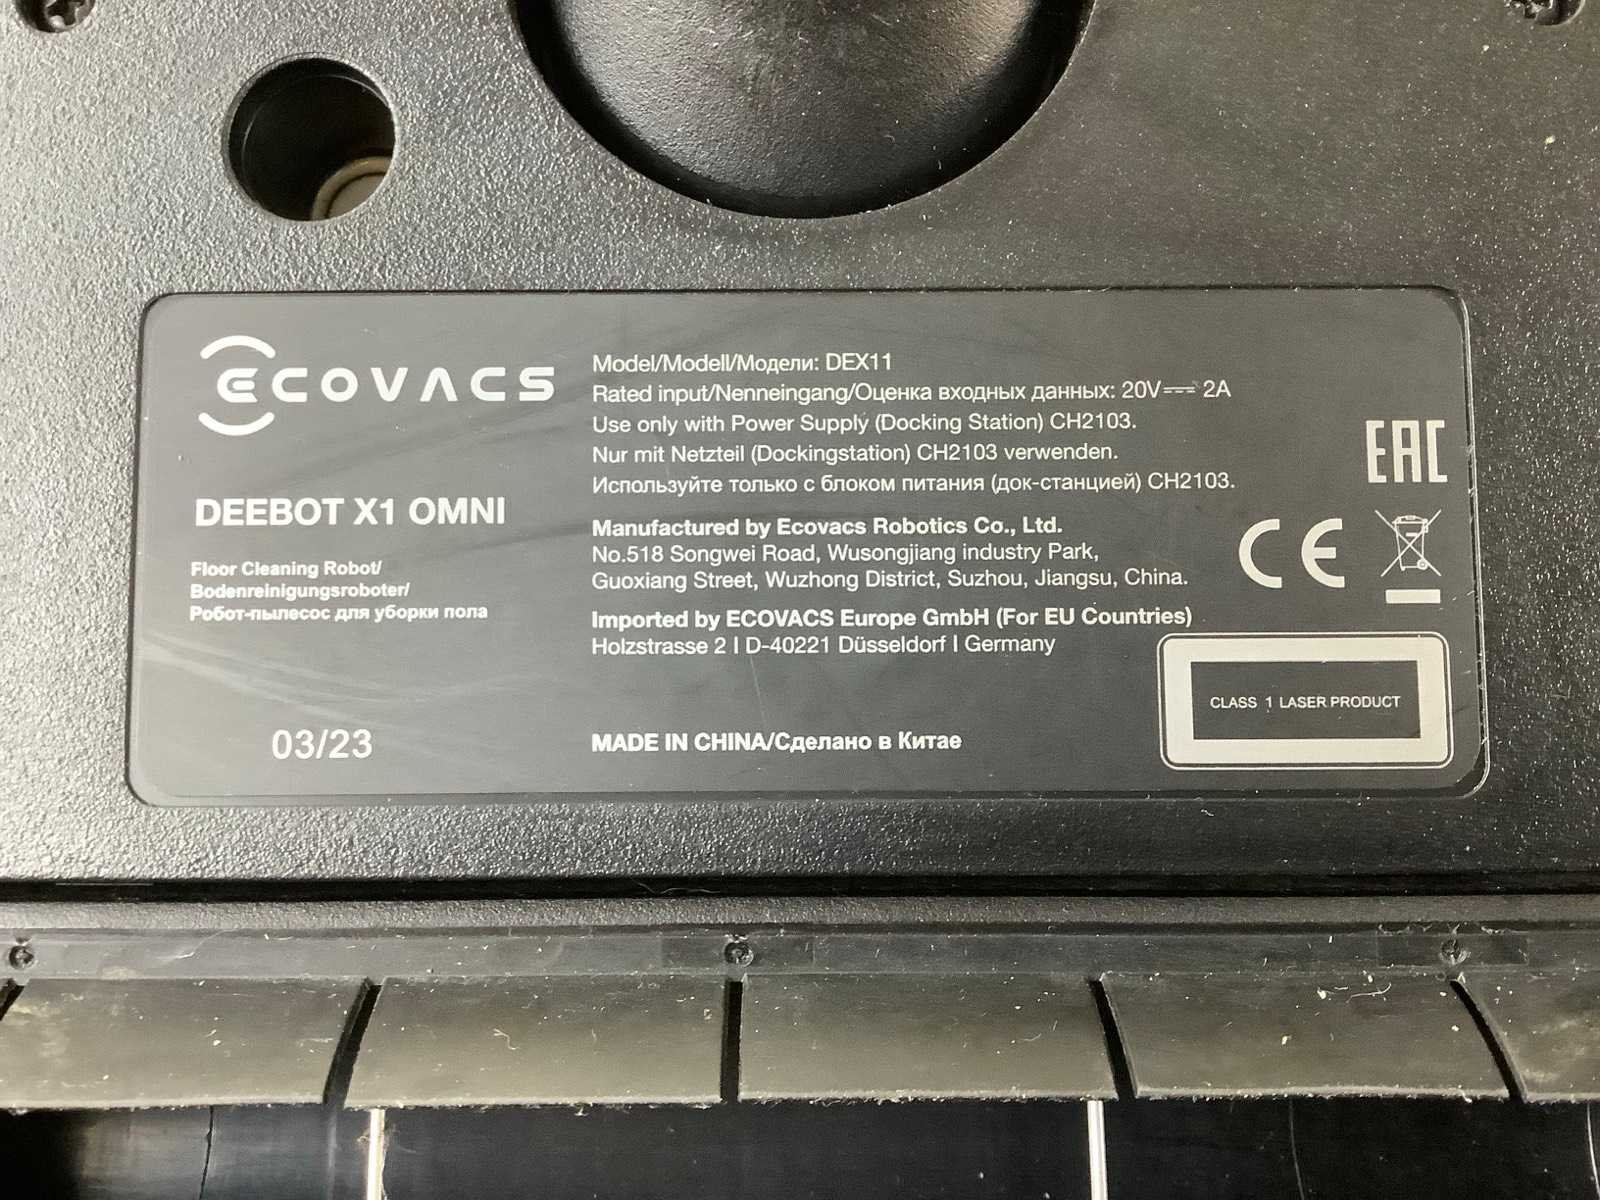 ECOVACS
DEEBOT X1 OMNI
Floor Cleaning Robot/
Bodenreinigungsroboter/
Робот-пылесос для уборки пола
03/23
Model/Modell/Модели: DEX11
Rated input/Nenneingang/Оценка входных данных: 20V⎓ 2A
Use only with Power Supply (Docking Station) CH2103.
Nur mit Netzteil (Dockingstation) CH2103 verwenden.
Используйте только с блоком питания (док-станцией) CH2103.
Manufactured by Ecovacs Robotics Co., Ltd.
No.518 Songwei Road, Wusongjiang industry Park,
Guoxiang Street, Wuzhong District, Suzhou, Jiangsu, China.
Imported by ECOVACS Europe GmbH (For EU Countries)
Holzstrasse 2 I D-40221 Düsseldorf I Germany
MADE IN CHINA/Сделано в Китае
EAC
CE
CLASS 1 LASER PRODUCT